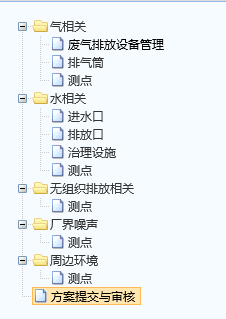 气相关
废气排放设备管理
排气筒
测点
水相关
进水口
排放口
治理设施
测点
无组织排放相关
测点
厂界噪声
测点
周边环境
测点
方案提交与审核